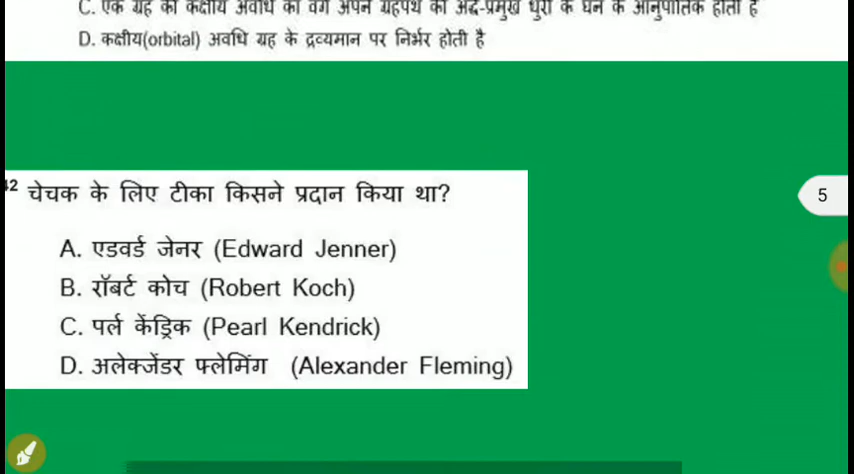 C. एक ग्रह की कक्षीय अवधि का वर्ग अपने ग्रहपथ की अर्द्ध-प्रमुख धुरी के घन के आनुपातिक होता है
D. कक्षीय(orbital) अवधि ग्रह के द्रव्यमान पर निर्भर होती है
42 चेचक के लिए टीका किसने प्रदान किया था?
5
A. एडवर्ड जेनर (Edward Jenner)
B. रॉबर्ट कोच (Robert Koch)
C. पर्ल केंड्रिक (Pearl Kendrick)
D. अलेक्जेंडर फ्लेमिंग (Alexander Fleming)